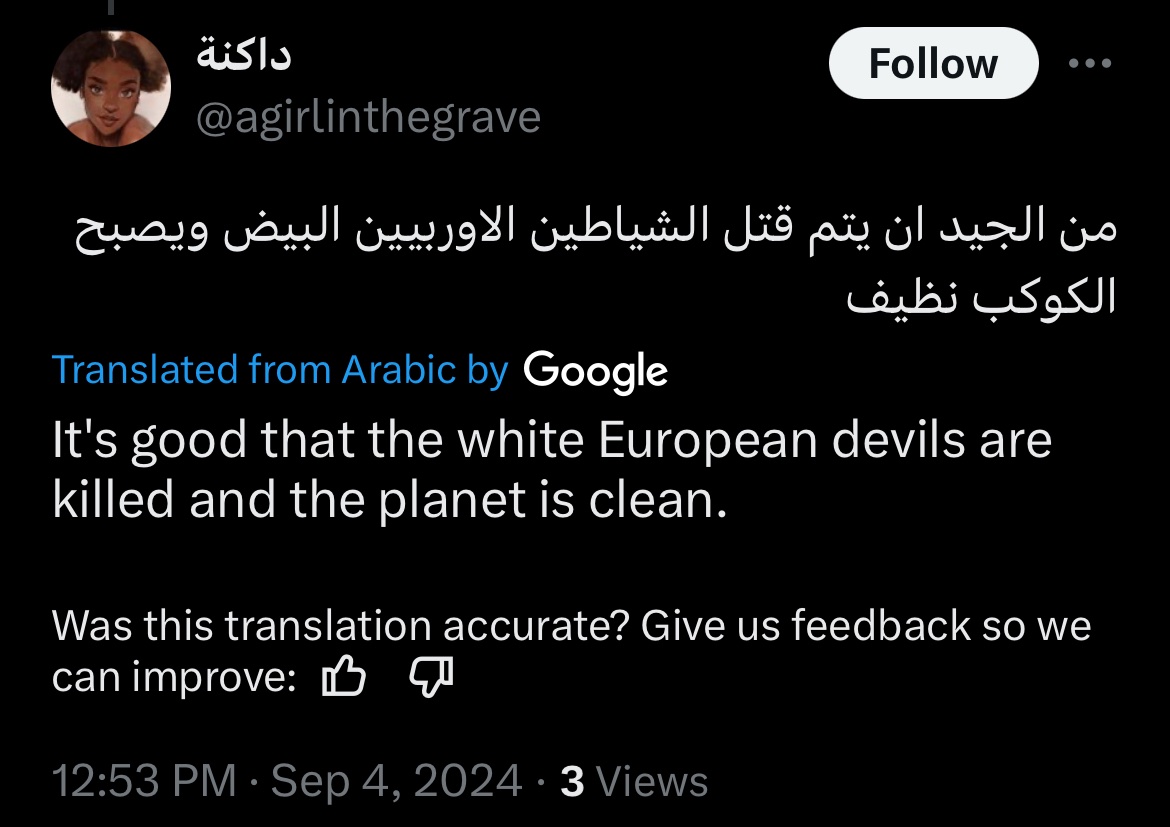 داكنة
@agirlinthegrave
Follow
من الجيد ان يتم قتل الشياطين الاوربيين البيض ويصبح
الكوكب نظيف
Translated from Arabic by Google
It's good that the white European devils are
killed and the planet is clean.
Was this translation accurate? Give us feedback so we
can improve:
12:53 PM · Sep 4, 2024 · 3 Views